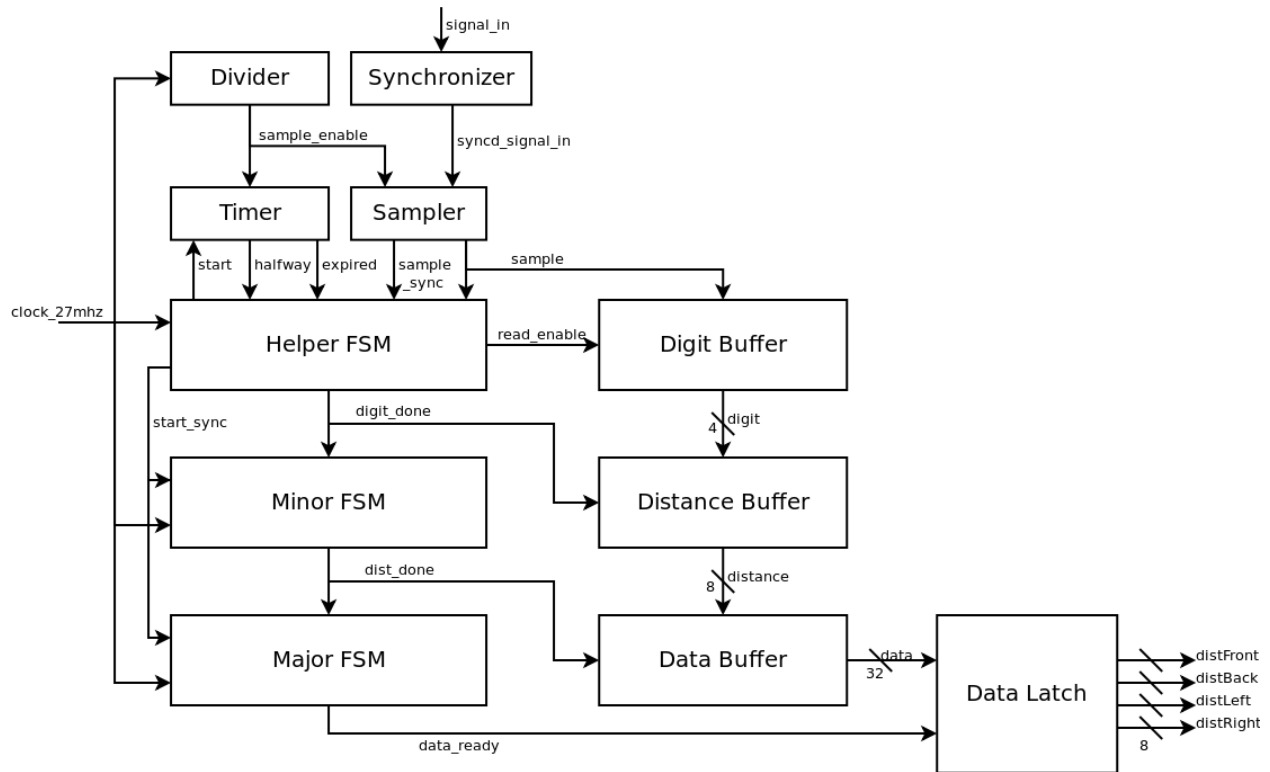 signal_in
Divider
Synchronizer
sample_enable
syncd_signal_in
Timer
Sampler
start
halfway
expired
sample
_sync
sample
clock_27mhz
Helper FSM
read_enable
Digit Buffer
start_sync
digit_done
4
digit
Minor FSM
Distance Buffer
dist_done
8
distance
Major FSM
Data Buffer
data
32
Data Latch
distFront
distBack
distLeft
distRight
8
data_ready